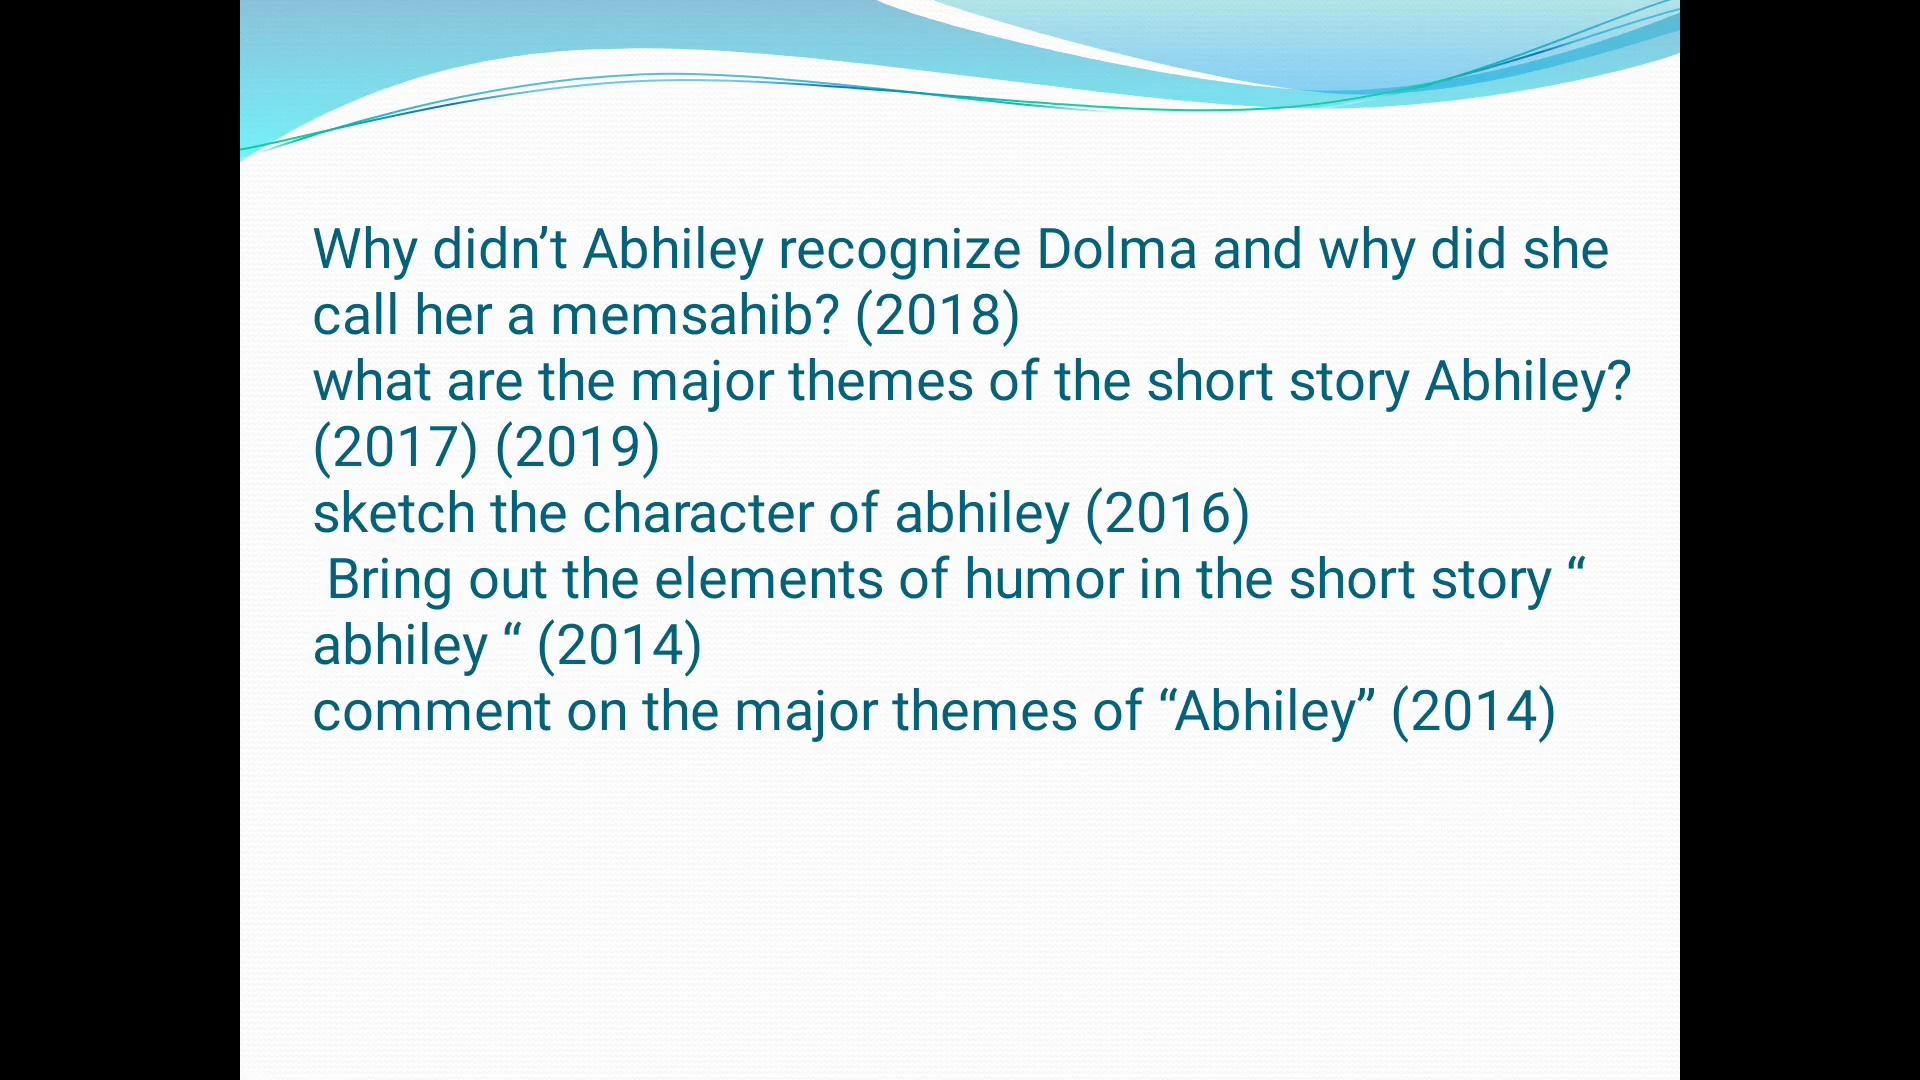 Why didn’t Abhiley recognize Dolma and why did she
call her a memsahib? (2018)
what are the major themes of the short story Abhiley?
(2017) (2019)
sketch the character of abhiley (2016)
Bring out the elements of humor in the short story “
abhiley “ (2014)
comment on the major themes of “Abhiley” (2014)